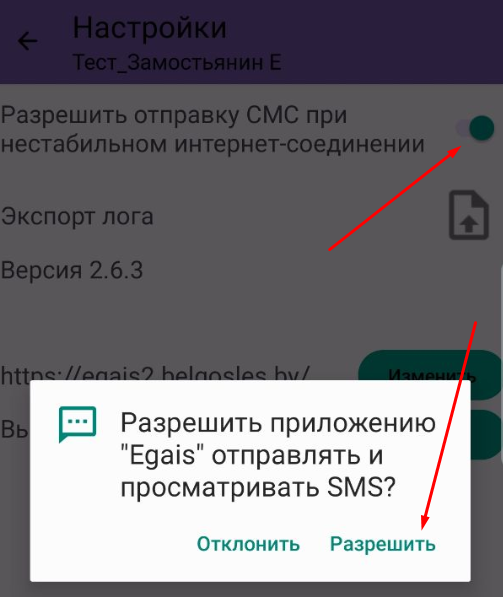 Настройки
Тест_Замостьянин Е
Разрешить отправку СМС при
нестабильном интернет-соединении
Экспорт лога
Версия 2.6.3
https://egais2.belgosles.by/
Изменить
Вы
Разрешить приложению
"Egais" отправлять и
просматривать SMS?
Отклонить
Разрешить